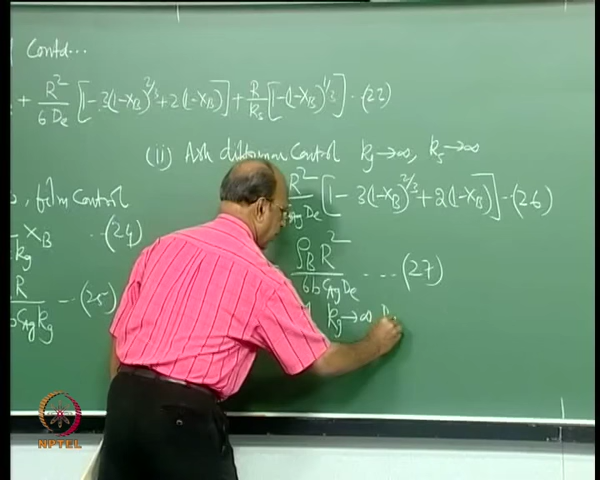 Contd...
+ R²/6De [1-3(1-XB)^2/3+2(1-XB)] + R/ks [1-(1-XB)^1/3] --(23)
film Control
XB --(24)
R
CAg kg --(25)
(ii) Ash diffusion Control kg→∞, ks→∞
R²
De [1-3(1-XB)^2/3+2(1-XB)] --(26)
ρB R²/6b CAg De ....(27)
kg→∞
NPTEL